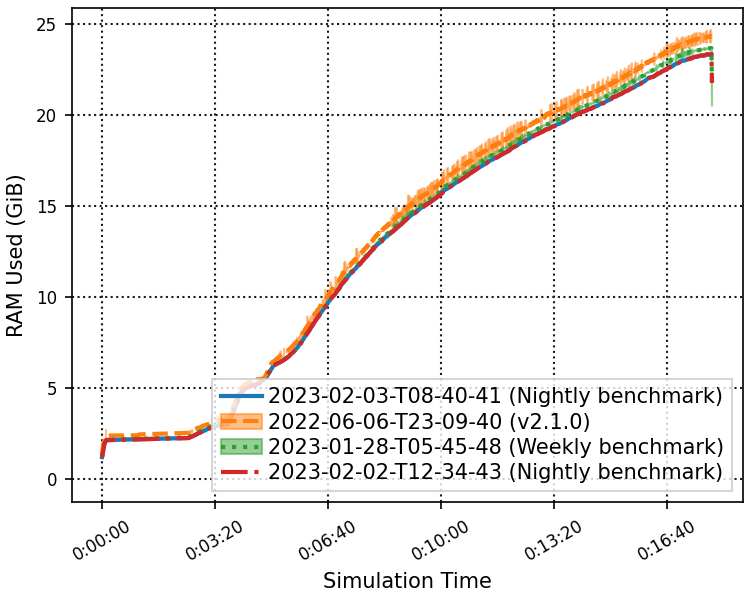 25
20
15
10
5
0
RAM Used (GiB)
2023-02-03-T08-40-41 (Nightly benchmark)
2022-06-06-T23-09-40 (v2.1.0)
2023-01-28-T05-45-48 (Weekly benchmark)
2023-02-02-T12-34-43 (Nightly benchmark)
0:00:00
0:03:20
0:06:40
0:10:00
0:13:20
0:16:40
Simulation Time